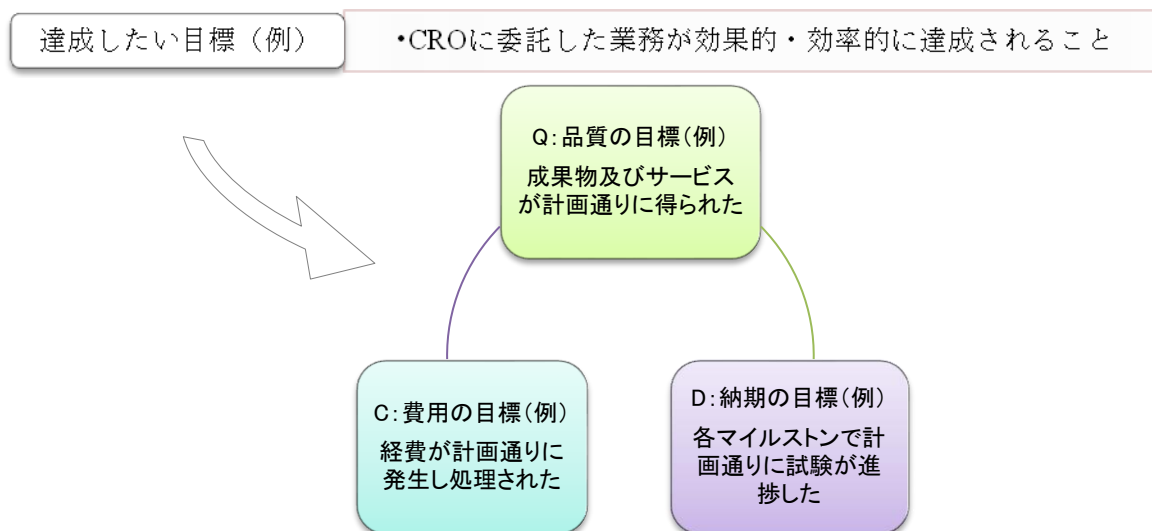 達成したい目標（例）
•CROに委託した業務が効果的・効率的に達成されること
Q：品質の目標（例）
成果物及びサービス
が計画通りに得られた
C：費用の目標（例）
経費が計画通りに
発生し処理された
D：納期の目標（例）
各マイルストンで計
画通りに試験が進
捗した